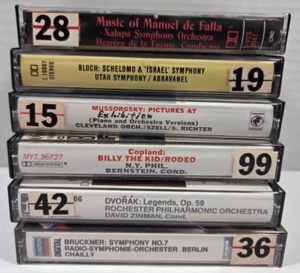 28
Music of Manuel de Falla
Xalapa Symphony Orchestra
Herrera de la Fuente, Conductor
BLOCH: SCHELOMO & 'ISRAEL' SYMPHONY
UTAH SYMPHONY / ABRAVANEL
19
15
MUSSORGSKY: PICTURES AT
Exhibition
(Piano and Orchestra Versions)
CLEVELAND ORCH./SZELL/S. RICHTER
MYT 36727
Copland:
BILLY THE KID/RODEO
N.Y. PHIL.
BERNSTEIN, COND.
99
42
66
DVOŘÁK: Legends, Op. 59
ROCHESTER PHILHARMONIC ORCHESTRA
DAVID ZINMAN, Cond.
BRUCKNER: SYMPHONY NO.7
RADIO-SYMPHONIE-ORCHESTER BERLIN
CHAILLY
36